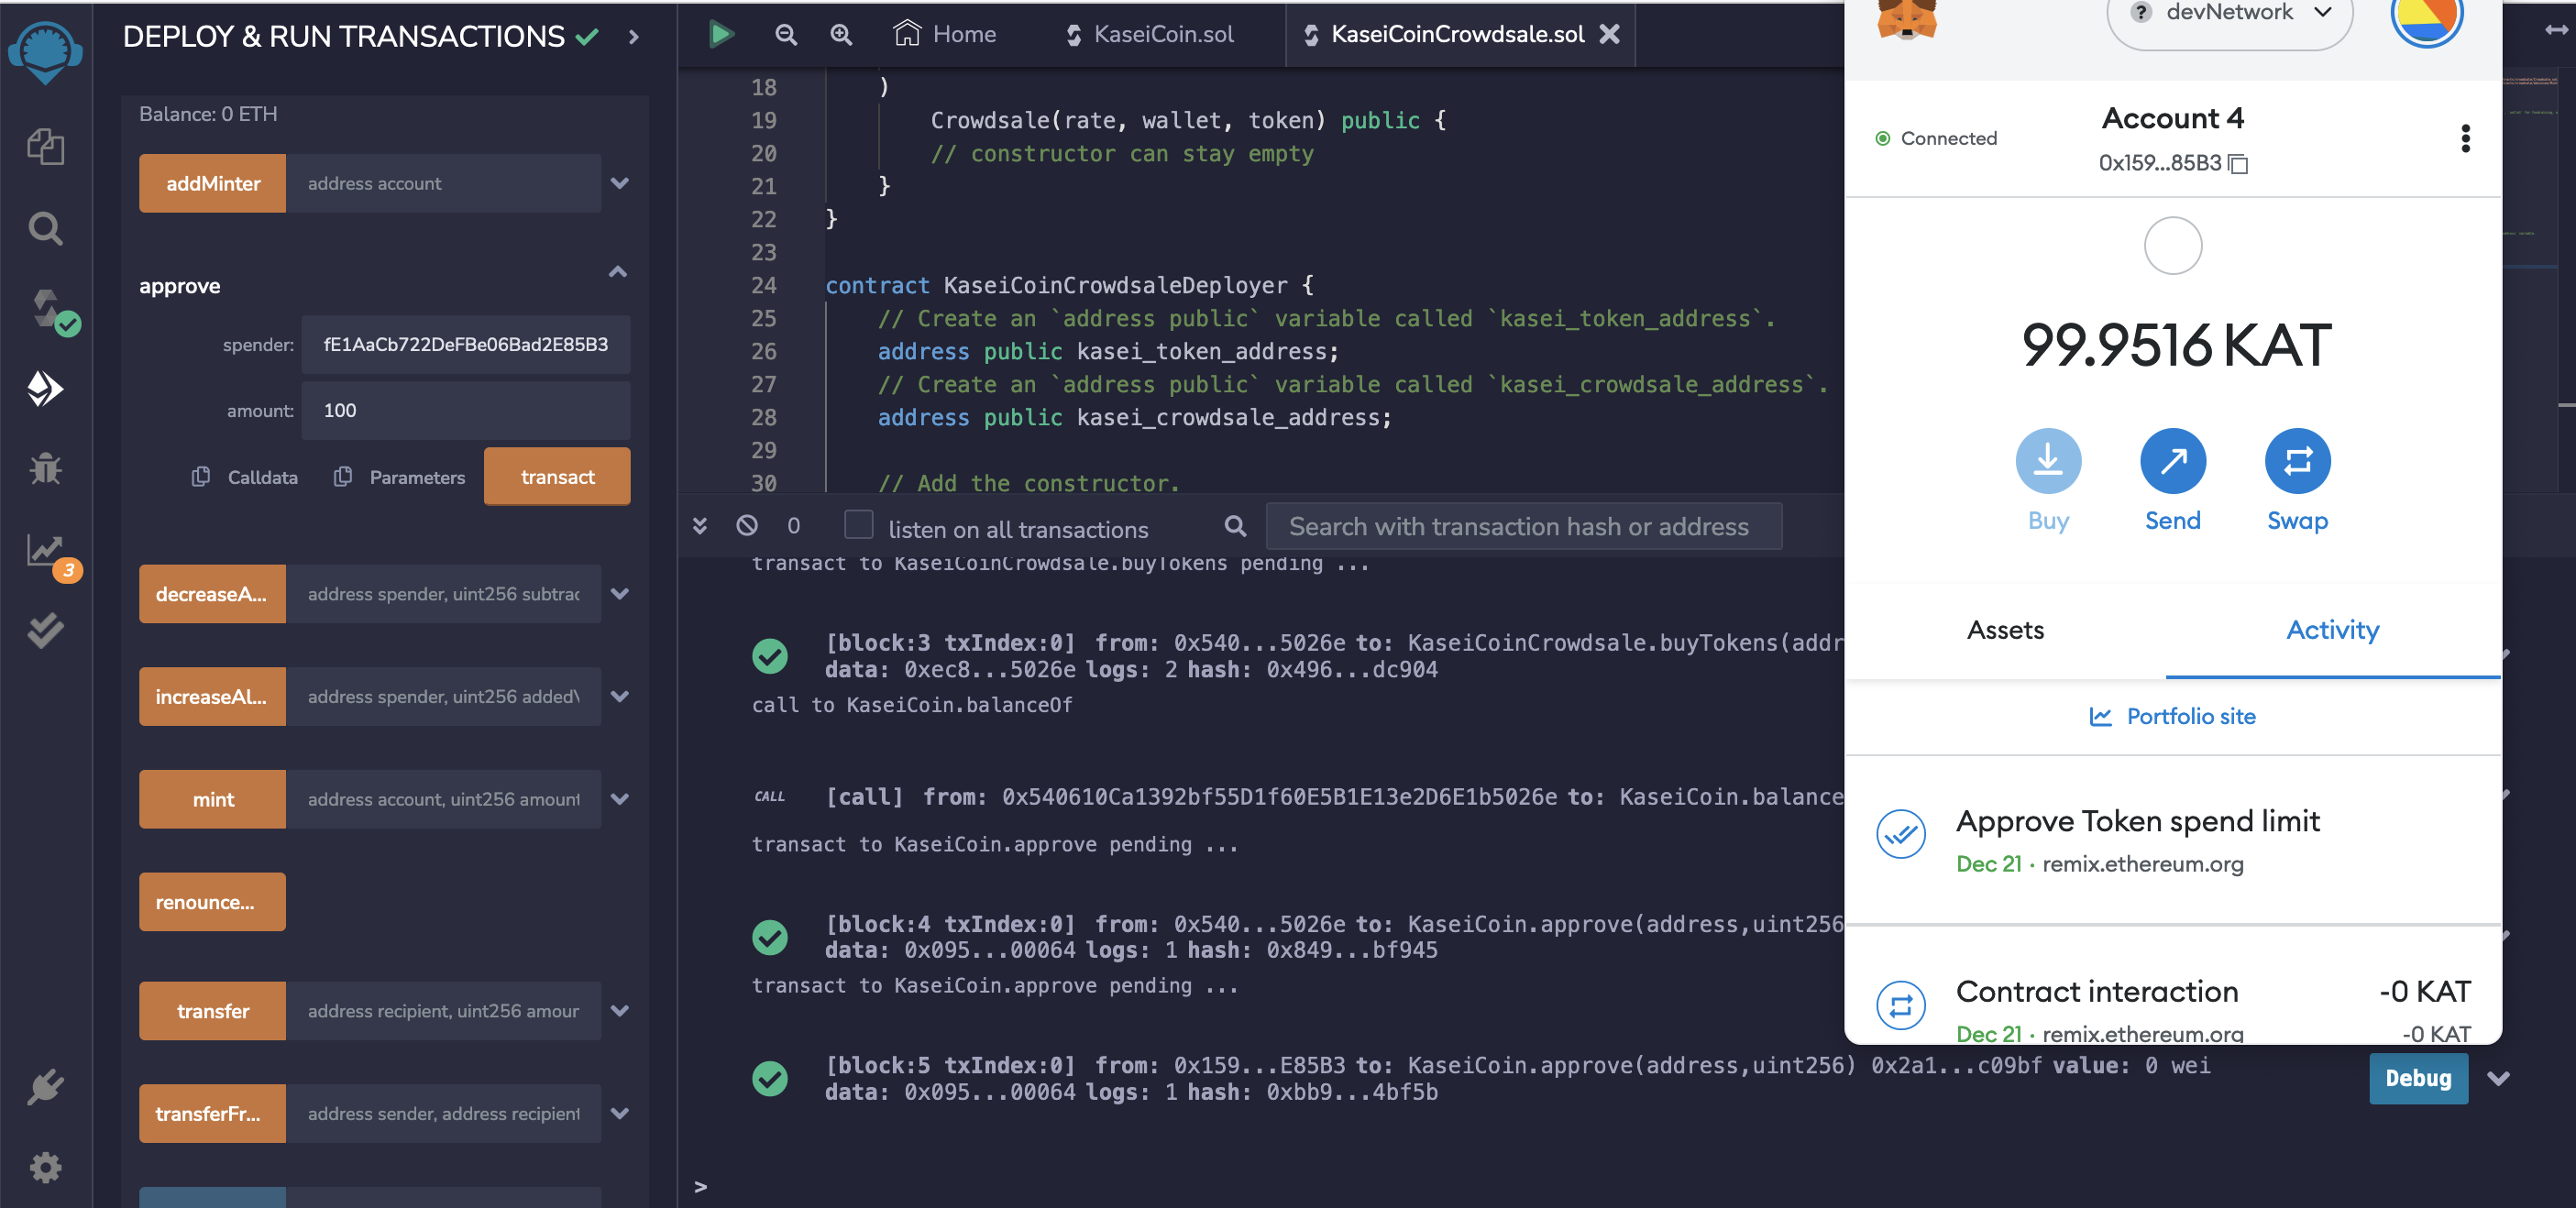 DEPLOY & RUN TRANSACTIONS
Balance: 0 ETH
addMinter
address account
approve
spender:
fE1AaCb722DeFBe06Bad2E85B3
amount:
100
Calldata
Parameters
transact
decreaseA...
address spender, uint256 subtrac
increaseAl...
address spender, uint256 added\
mint
address account, uint256 amount
renounce...
transfer
address recipient, uint256 amour
transferFr...
address sender, address recipient
3
Home
KaseiCoin.sol
KaseiCoinCrowdsale.sol
18 )
19 Crowdsale(rate, wallet, token) public {
20 // constructor can stay empty
21 }
22 }
23
24 contract KaseiCoinCrowdsaleDeployer {
25 // Create an `address public` variable called `kasei_token_address`.
26 address public kasei_token_address;
27 // Create an `address public` variable called `kasei_crowdsale_address`.
28 address public kasei_crowdsale_address;
29
30 // Add the constructor.
0
listen on all transactions
Search with transaction hash or address
transact to KaseiCoinCrowdsale.buyTokens pending ...
[block:3 txIndex:0] from: 0x540...5026e to: KaseiCoinCrowdsale.buyTokens(addr
data: 0xec8...5026e logs: 2 hash: 0x496...dc904
call to KaseiCoin.balanceOf
CALL [call] from: 0x540610Ca1392bf55D1f60E5B1E13e2D6E1b5026e to: KaseiCoin.balance
transact to KaseiCoin.approve pending ...
[block:4 txIndex:0] from: 0x540...5026e to: KaseiCoin.approve(address,uint256
data: 0x095...00064 logs: 1 hash: 0x849...bf945
transact to KaseiCoin.approve pending ...
[block:5 txIndex:0] from: 0x159...E85B3 to: KaseiCoin.approve(address,uint256) 0x2a1...c09bf value: 0 wei
data: 0x095...00064 logs: 1 hash: 0xbb9...4bf5b
Debug
>
? devNetwork
Connected
Account 4
0x159...85B3
99.9516 KAT
Buy
Send
Swap
Assets
Activity
Portfolio site
Approve Token spend limit
Dec 21 · remix.ethereum.org
Contract interaction
-0 KAT
Dec 21 · remix.ethereum.org
-0 KAT